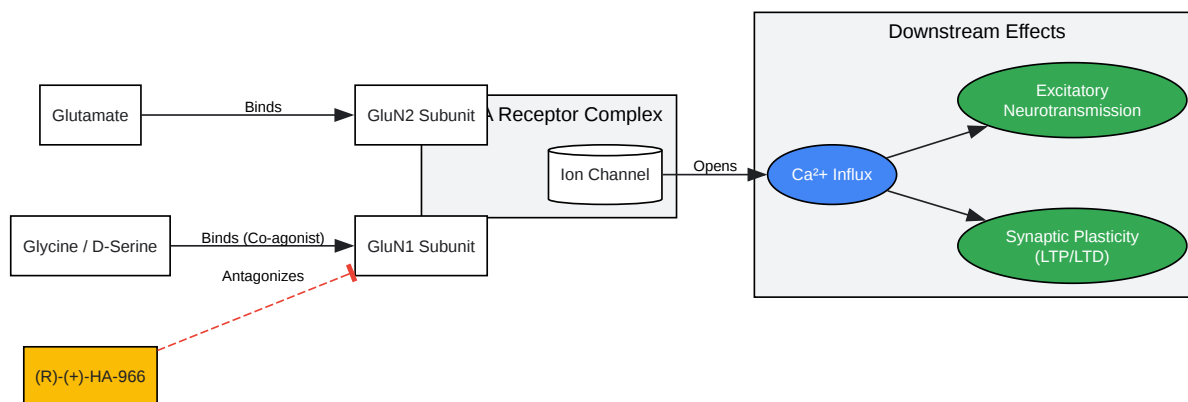 Downstream Effects
Excitatory
Neurotransmission
Glutamate
Binds
GluN2 Subunit
A Receptor Complex
Ion Channel
Opens
Ca²+ Influx
Glycine / D-Serine
Binds (Co-agonist)
GluN1 Subunit
Synaptic Plasticity
(LTP/LTD)
Antagonizes
(R)-(+)-HA-966